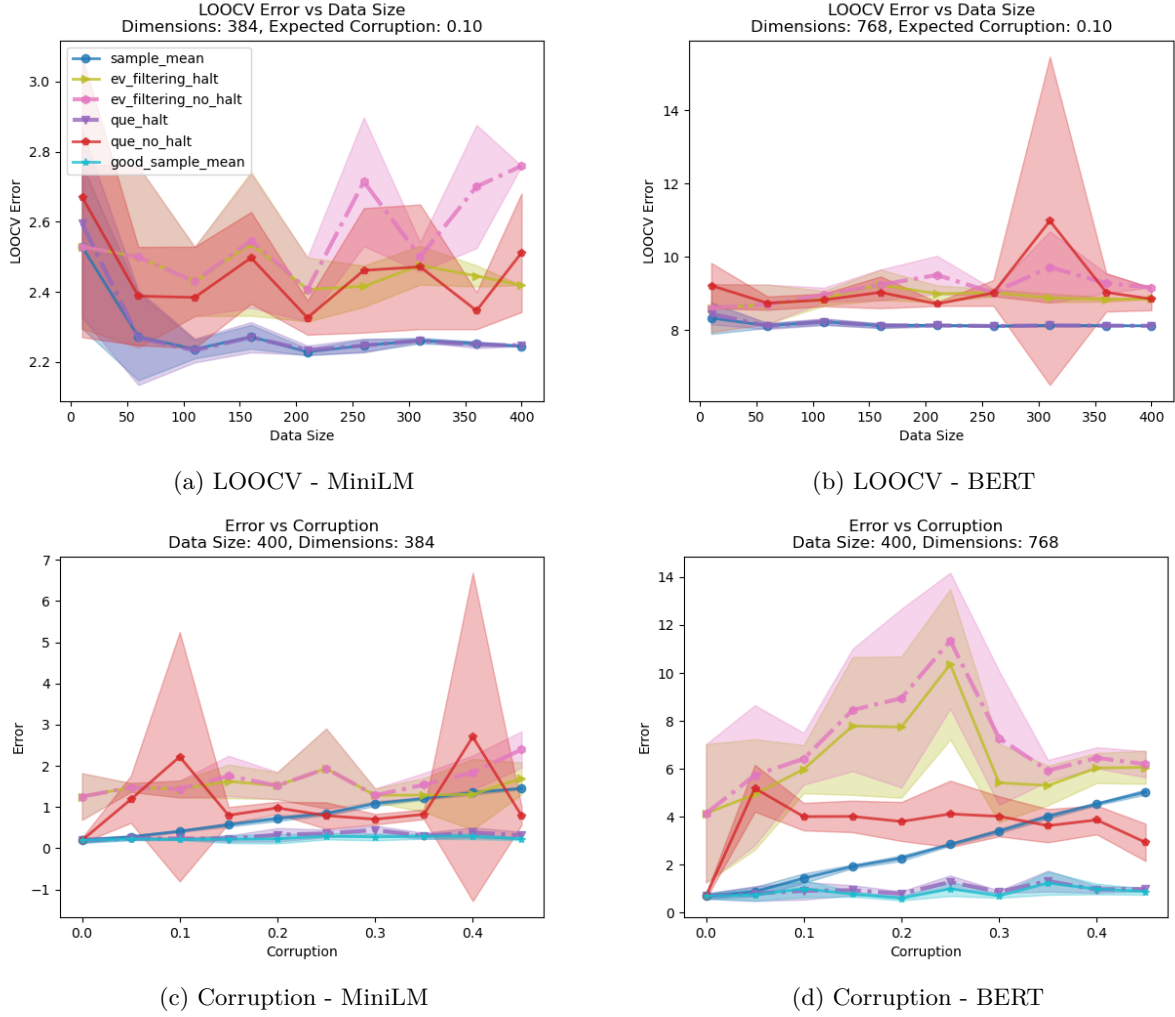 LOOCV Error vs Data Size
Dimensions: 384, Expected Corruption: 0.10
LOOCV Error
3.0
2.8
2.6
2.4
2.2
sample_mean
ev_filtering_halt
ev_filtering_no_halt
que_halt
que_no_halt
good_sample_mean
0 50 100 150 200 250 300 350 400
Data Size
(a) LOOCV - MiniLM
LOOCV Error vs Data Size
Dimensions: 768, Expected Corruption: 0.10
LOOCV Error
14
12
10
8
0 50 100 150 200 250 300 350 400
Data Size
(b) LOOCV - BERT
Error vs Corruption
Data Size: 400, Dimensions: 384
Error
7
6
5
4
3
2
1
0
−1
0.0 0.1 0.2 0.3 0.4
Corruption
(c) Corruption - MiniLM
Error vs Corruption
Data Size: 400, Dimensions: 768
Error
14
12
10
8
6
4
2
0
0.0 0.1 0.2 0.3 0.4
Corruption
(d) Corruption - BERT